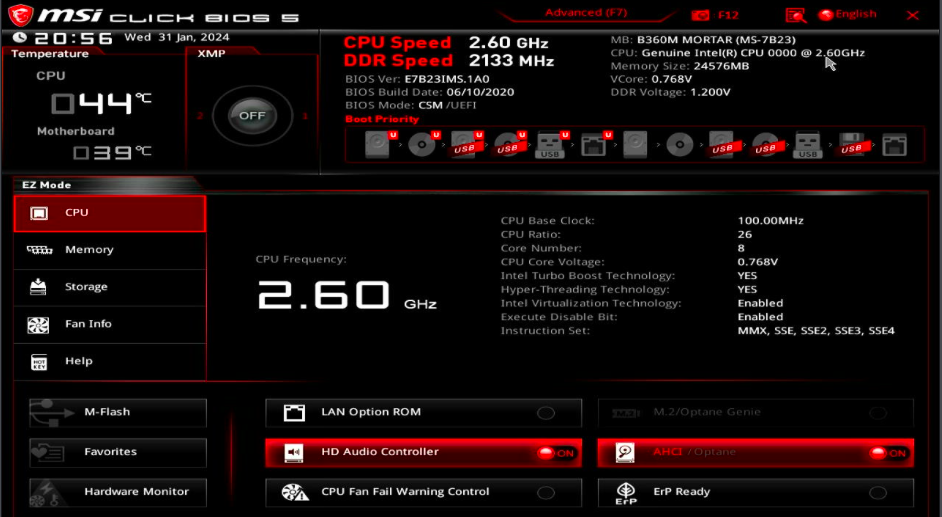 msi CLICK BIOS 5
Advanced (F7)
F12
English
20:56 Wed 31 Jan, 2024
Temperature
CPU
044°C
Motherboard
039°C
XMP
2
OFF
1
CPU Speed 2.60 GHz
DDR Speed 2133 MHz
BIOS Ver: E7B23IMS.1A0
BIOS Build Date: 06/10/2020
BIOS Mode: CSM /UEFI
MB: B360M MORTAR (MS-7B23)
CPU: Genuine Intel(R) CPU 0000 @ 2.60GHz
Memory Size: 24576MB
VCore: 0.768V
DDR Voltage: 1.200V
Boot Priority
U U U U U U
USB USB USB USB USB USB USB
EZ Mode
CPU
Memory
Storage
Fan Info
HOT KEY
Help
CPU Frequency:
2.60 GHz
CPU Base Clock: 100.00MHz
CPU Ratio: 26
Core Number: 8
CPU Core Voltage: 0.768V
Intel Turbo Boost Technology: YES
Hyper-Threading Technology: YES
Intel Virtualization Technology: Enabled
Execute Disable Bit: Enabled
Instruction Set: MMX, SSE, SSE2, SSE3, SSE4
M-Flash
Favorites
Hardware Monitor
LAN Option ROM
HD Audio Controller ON
CPU Fan Fail Warning Control
M.2 M.2/Optane Genie
AHCI /Optane ON
ErP ErP Ready